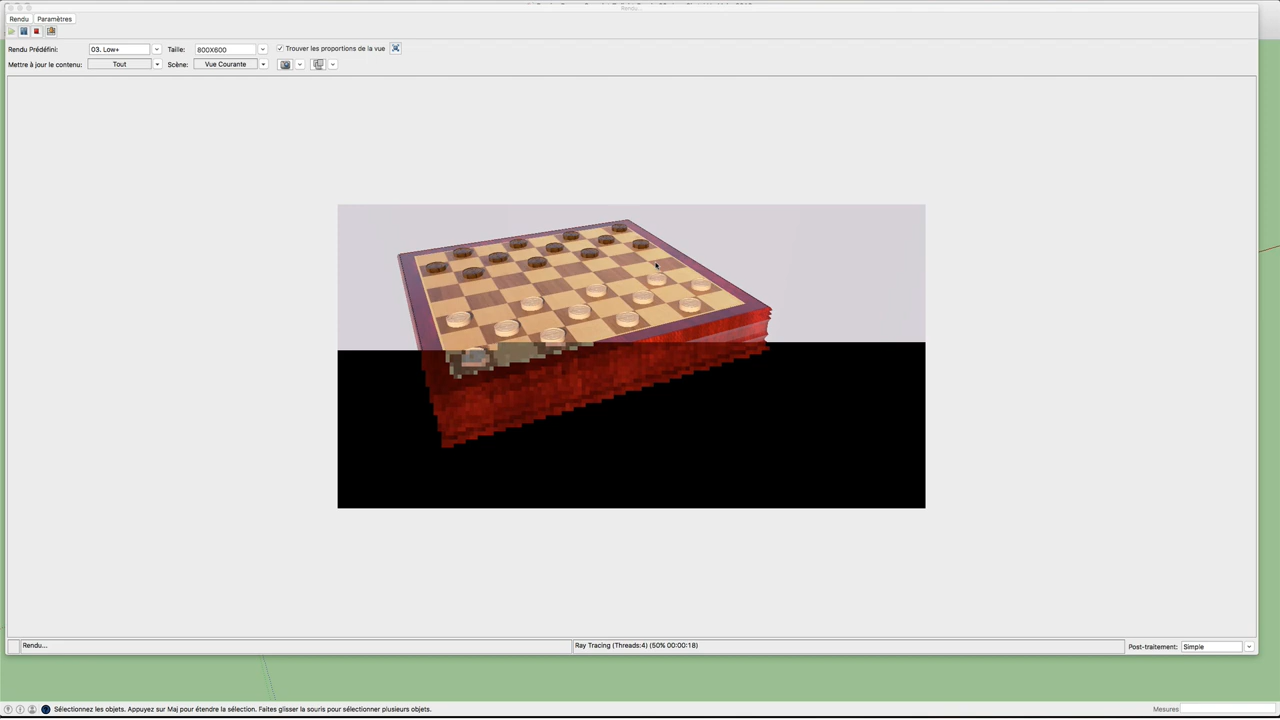 Rendu...
Rendu Paramètres
Rendu Prédéfini: 03. Low+ Taille: 800X600 Trouver les proportions de la vue
Mettre à jour le contenu: Tout Scène: Vue Courante
Rendu... Ray Tracing (Threads:4) (50% 00:00:18) Post-traitement: Simple
Sélectionnez les objets. Appuyez sur Maj pour étendre la sélection. Faites glisser la souris pour sélectionner plusieurs objets. Mesures